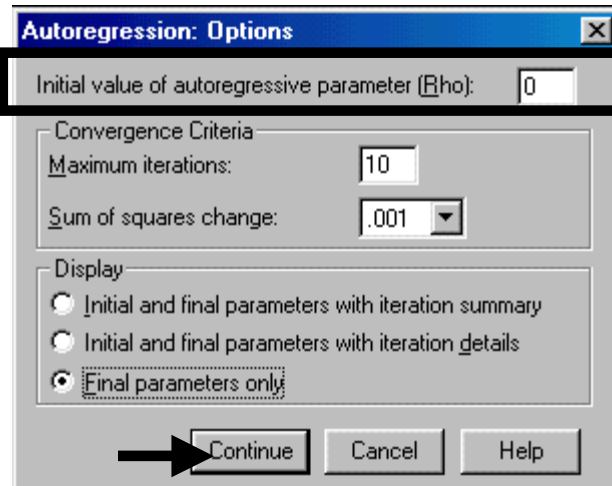 Autoregression: Options
Initial value of autoregressive parameter (Rho): 0
Convergence Criteria
Maximum iterations: 10
Sum of squares change: .001
Display
Initial and final parameters with iteration summary
Initial and final parameters with iteration details
Final parameters only
Continue Cancel Help